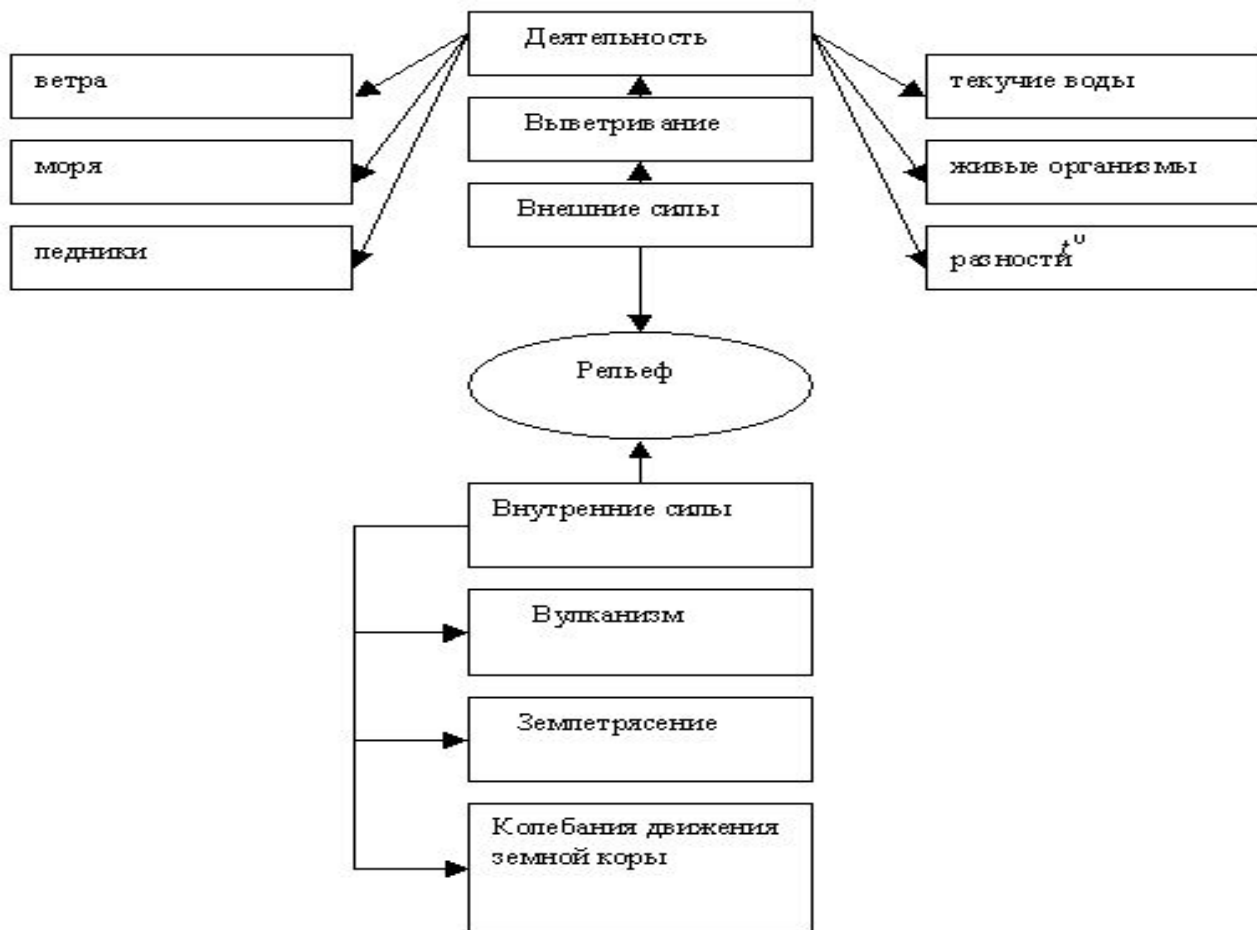 Деятельность
ветра
текучие воды
Выветривание
моря
живые организмы
Внешние силы
ледники
разности t⁰
Рельеф
Внутренние силы
Вулканизм
Землетрясение
Колебания движения
земной коры